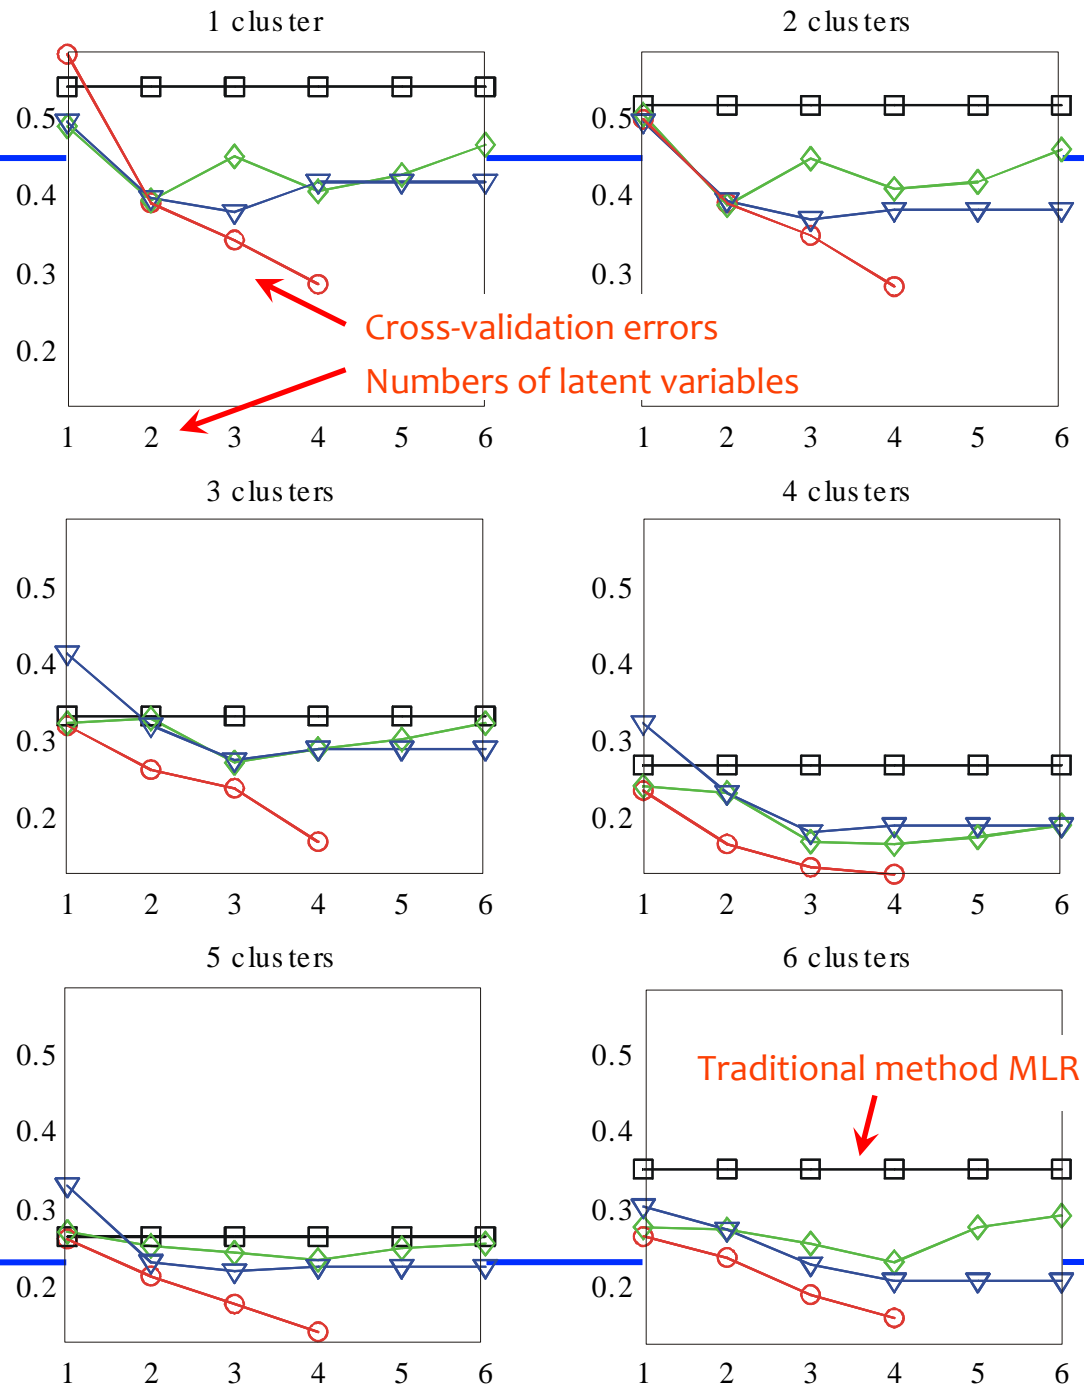 1 cluster
2 clusters
0.5
0.4
0.3
0.2
0.5
0.4
0.3
Cross-validation errors
Numbers of latent variables
1 2 3 4 5 6
1 2 3 4 5 6
3 clusters
4 clusters
0.5
0.4
0.3
0.2
0.5
0.4
0.3
0.2
1 2 3 4 5 6
1 2 3 4 5 6
5 clusters
6 clusters
0.5
0.4
0.3
0.2
0.5
0.4
0.3
0.2
Traditional method MLR
1 2 3 4 5 6
1 2 3 4 5 6